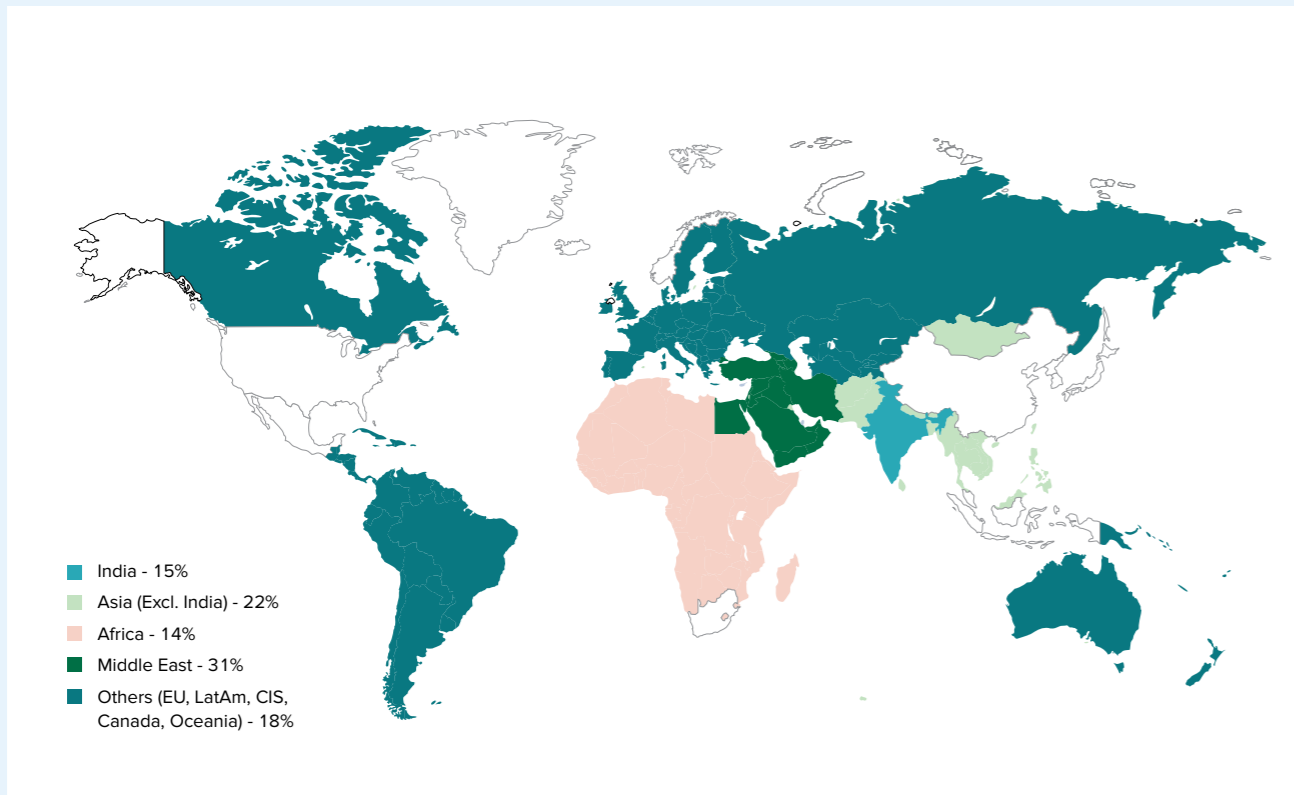 India - 15%
Asia (Excl. India) - 22%
Africa - 14%
Middle East - 31%
Others (EU, LatAm, CIS,
Canada, Oceania) - 18%